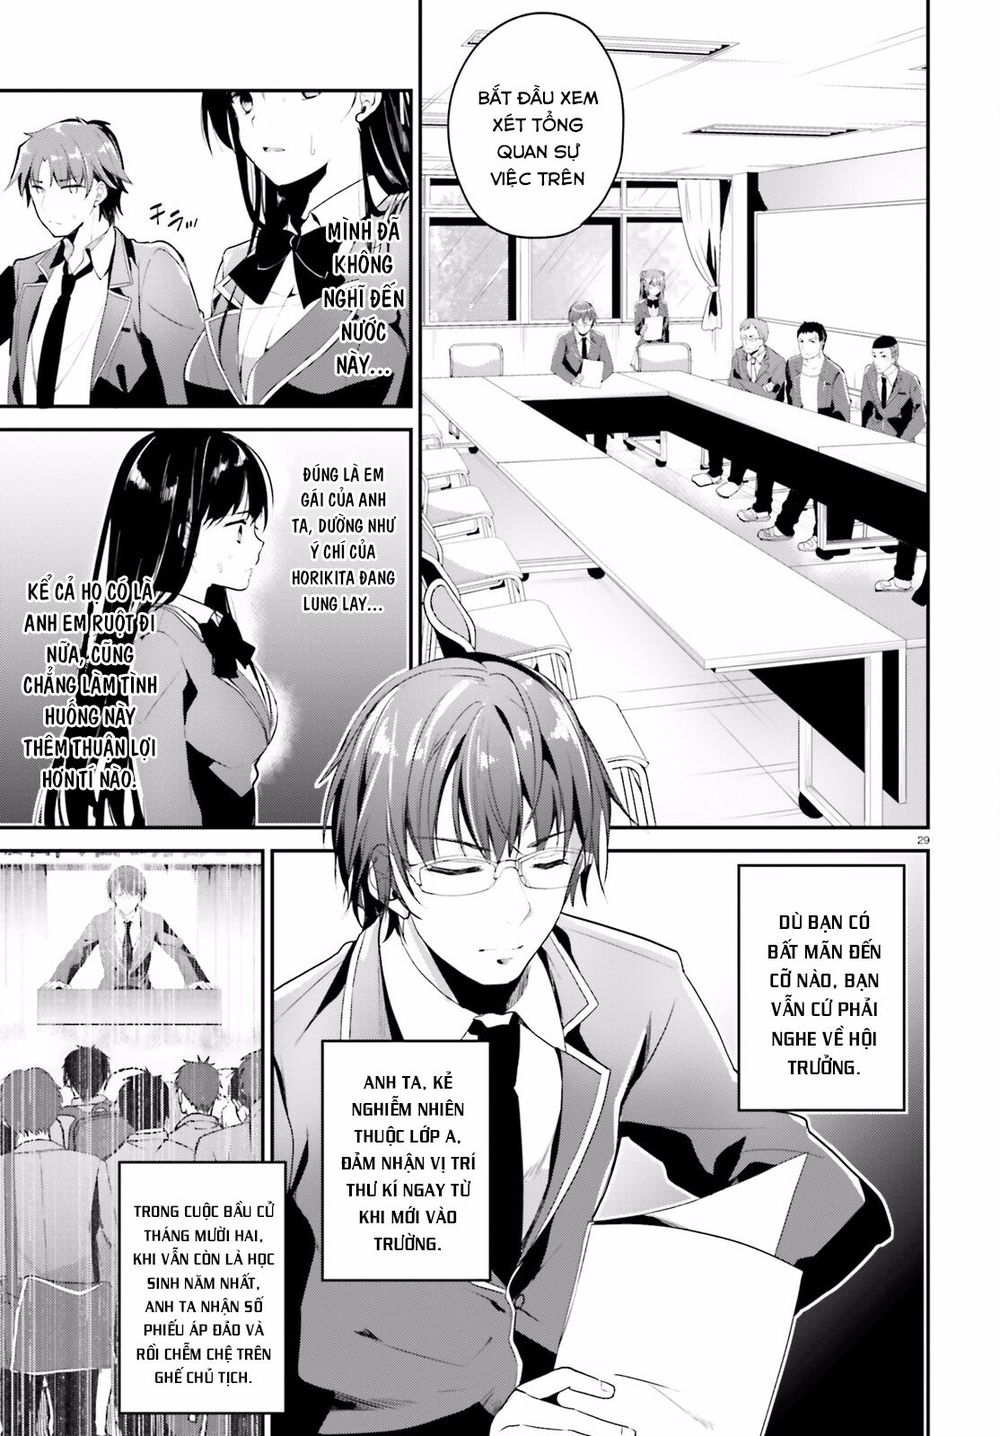 BẮT ĐẦU XEM
XÉT TỔNG
QUAN SỰ
VIỆC TRÊN
チラッ
MÌNH ĐÃ
KHÔNG
NGHĨ ĐẾN
NƯỚC
NÀY...
ĐÚNG LÀ EM
GÁI CỦA ANH
TA, DƯỜNG NHƯ
Ý CHÍ CỦA
HORIKITA ĐANG
LUNG LAY...
KỂ CẢ HỌ CÓ LÀ
ANH EM RUỘT ĐI
NỮA, CŨNG
CHẲNG LÀM TÌNH
HUỐNG NÀY
THÊM THUẬN LỢI
HƠN TÍ NÀO.
29
DÙ BẠN CÓ
BẤT MÃN ĐẾN
CỠ NÀO, BẠN
VẪN CỨ PHẢI
NGHE VỀ HỘI
TRƯỞNG.
ANH TA, KẺ
NGHIỄM NHIÊN
THUỘC LỚP A,
ĐẢM NHẬN VỊ TRÍ
THƯ KÍ NGAY TỪ
KHI MỚI VÀO
TRƯỜNG.
TRONG CUỘC BẦU CỬ
THÁNG MƯỜI HAI,
KHI VẪN CÒN LÀ HỌC
SINH NĂM NHẤT,
ANH TA NHẬN SỐ
PHIẾU ÁP ĐẢO VÀ
RỒI CHỄM CHỆ TRÊN
GHẾ CHỦ TỊCH.